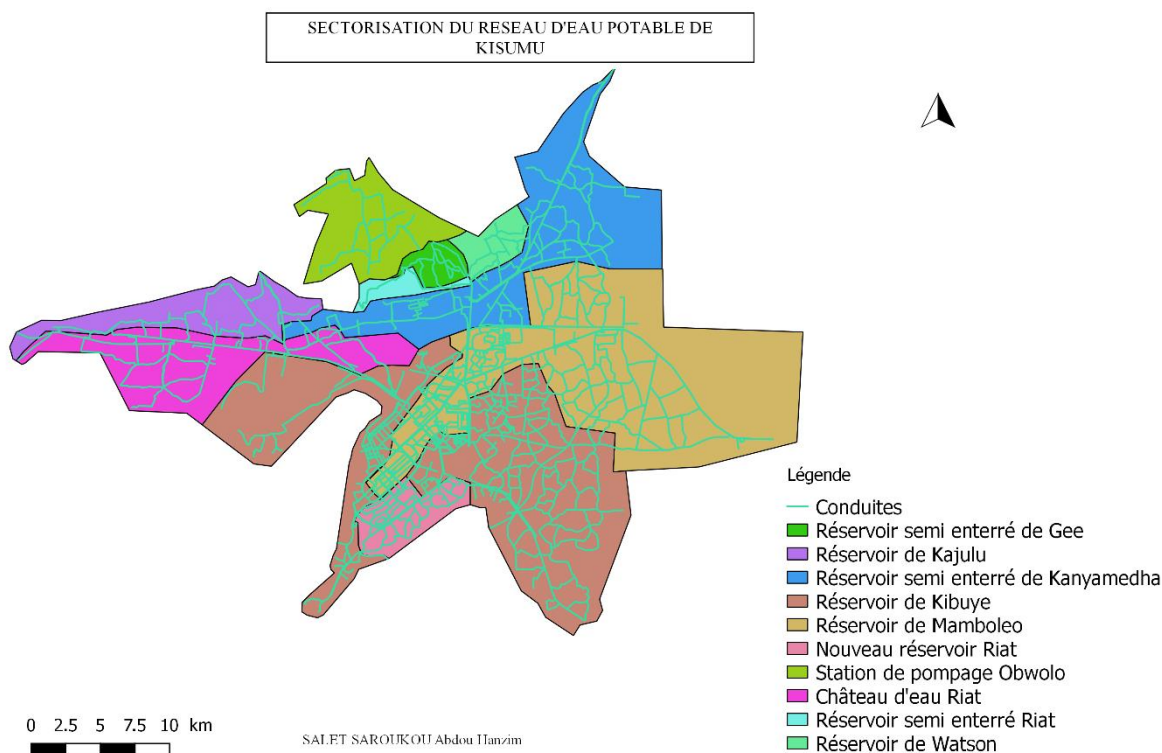 SECTORISATION DU RESEAU D'EAU POTABLE DE
KISUMU
Légende
Conduites
Réservoir semi enterré de Gee
Réservoir de Kajulu
Réservoir semi enterré de Kanyamedha
Réservoir de Kibuye
Réservoir de Mamboleo
Nouveau réservoir Riat
Station de pompage Obwolo
Château d'eau Riat
Réservoir semi enterré Riat
Réservoir de Watson
0 2.5 5 7.5 10 km
SALET SAROUKOU Abdou Hanzim